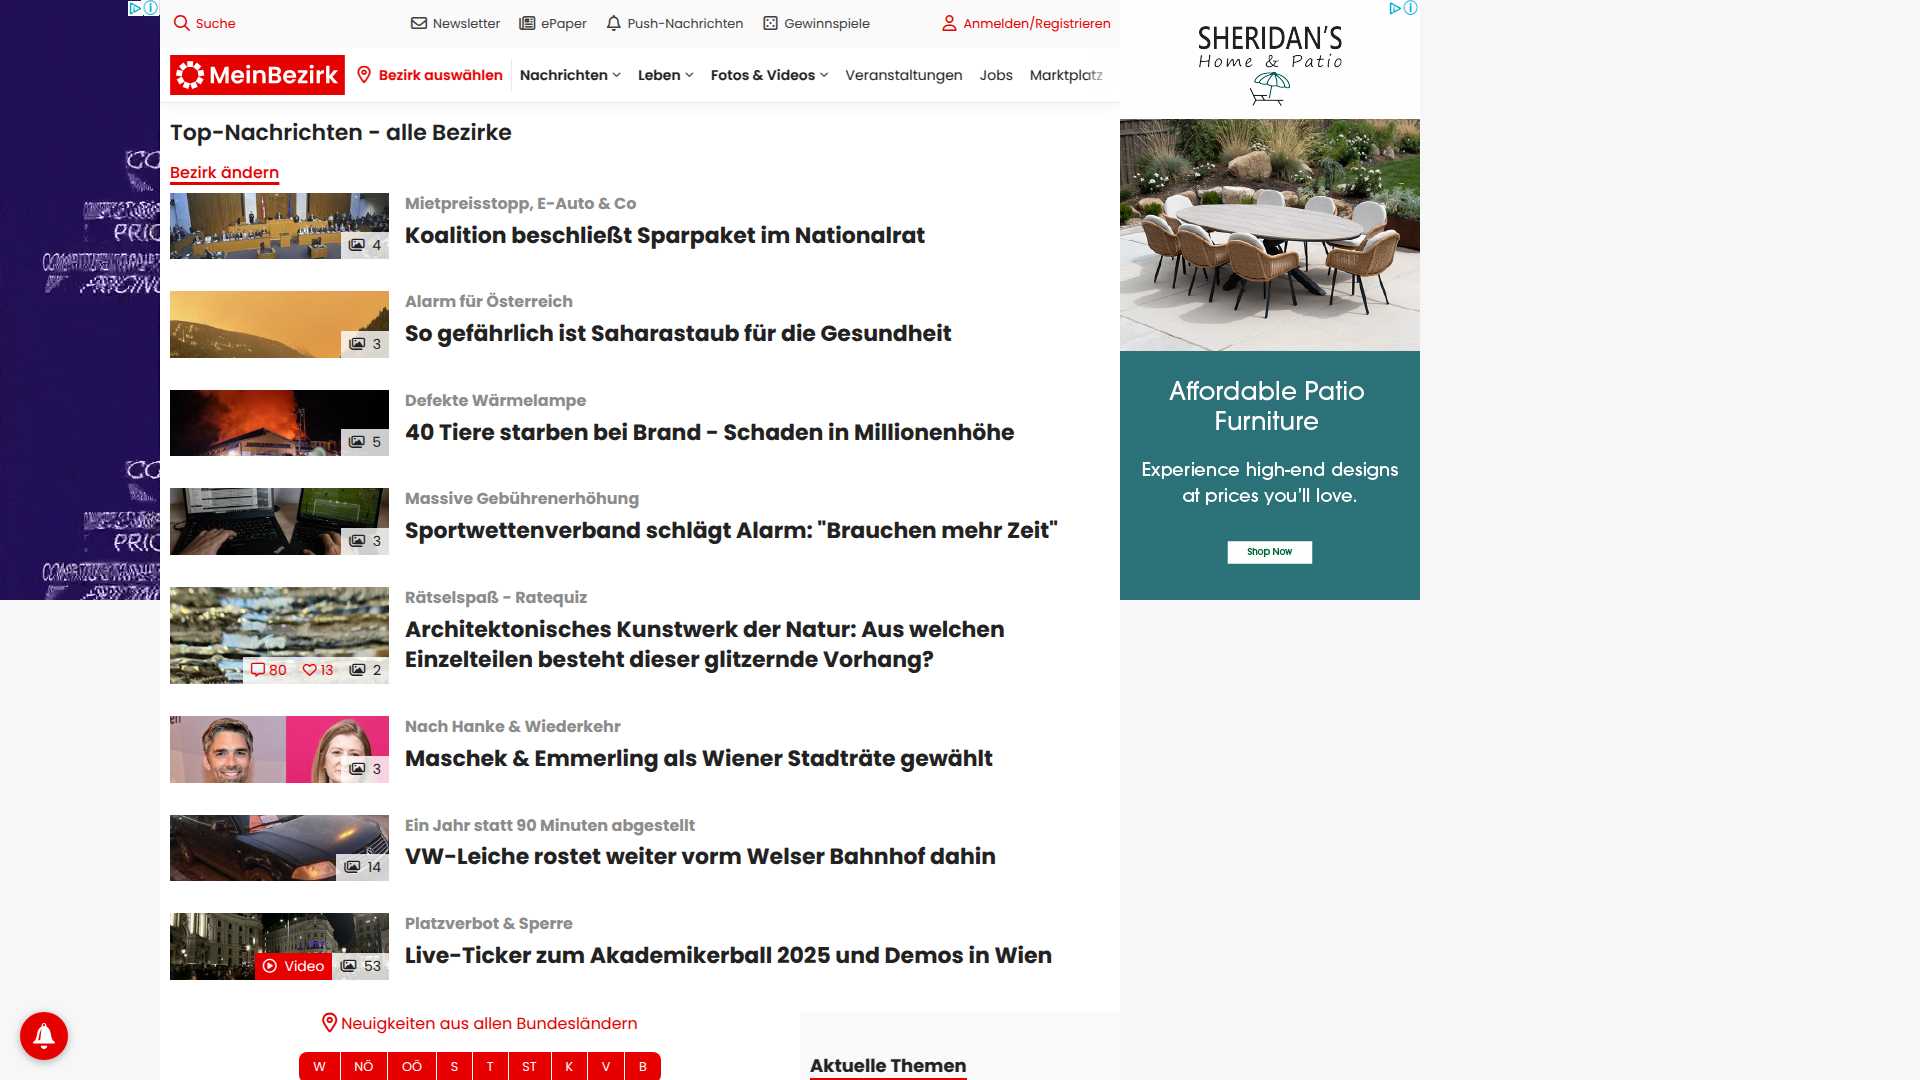 Suche
Newsletter
ePaper
Push-Nachrichten
Gewinnspiele
Anmelden/Registrieren
MeinBezirk
Bezirk auswählen
Nachrichten
Leben
Fotos & Videos
Veranstaltungen
Jobs
Marktplatz
Top-Nachrichten - alle Bezirke
Bezirk ändern
4
Mietpreisstopp, E-Auto & Co
Koalition beschließt Sparpaket im Nationalrat
3
Alarm für Österreich
So gefährlich ist Saharastaub für die Gesundheit
5
Defekte Wärmelampe
40 Tiere starben bei Brand - Schaden in Millionenhöhe
3
Massive Gebührenerhöhung
Sportwettenverband schlägt Alarm: "Brauchen mehr Zeit"
80 13 2
Rätselspaß - Ratequiz
Architektonisches Kunstwerk der Natur: Aus welchen
Einzelteilen besteht dieser glitzernde Vorhang?
3
Nach Hanke & Wiederkehr
Maschek & Emmerling als Wiener Stadträte gewählt
14
Ein Jahr statt 90 Minuten abgestellt
VW-Leiche rostet weiter vorm Welser Bahnhof dahin
Video 53
Platzverbot & Sperre
Live-Ticker zum Akademikerball 2025 und Demos in Wien
Neuigkeiten aus allen Bundesländern
W NÖ OÖ S T ST K V B
Aktuelle Themen
SHERIDAN'S
Home & Patio
Affordable Patio
Furniture
Experience high-end designs
at prices you'll love.
Shop Now